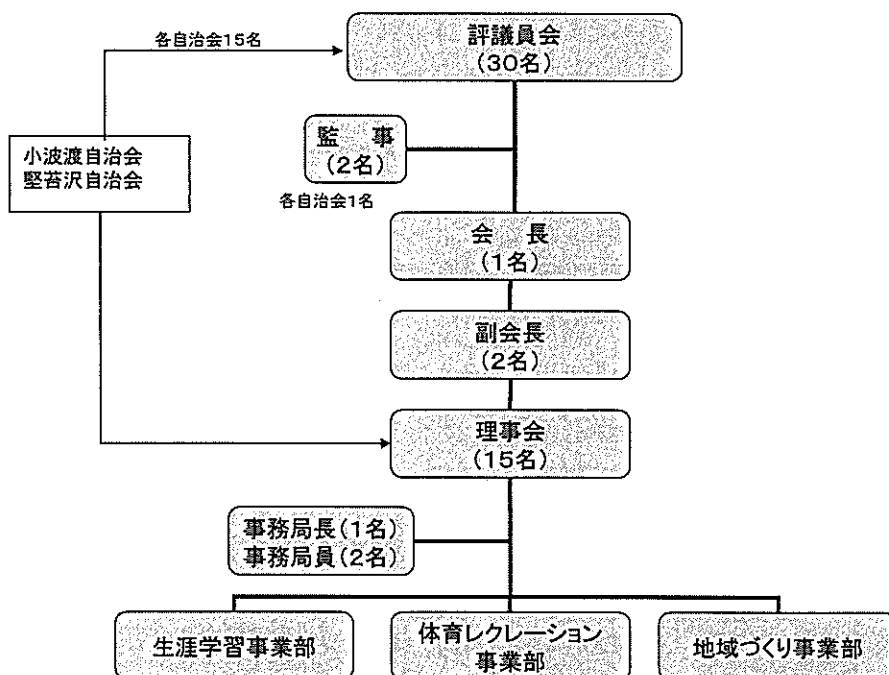 各自治会15名
評議員会
(30名)
監　事
(2名)
小波渡自治会
堅苔沢自治会
各自治会1名
会　長
(1名)
副会長
(2名)
理事会
(15名)
事務局長(1名)
事務局員(2名)
生涯学習事業部
体育レクレーション
事業部
地域づくり事業部